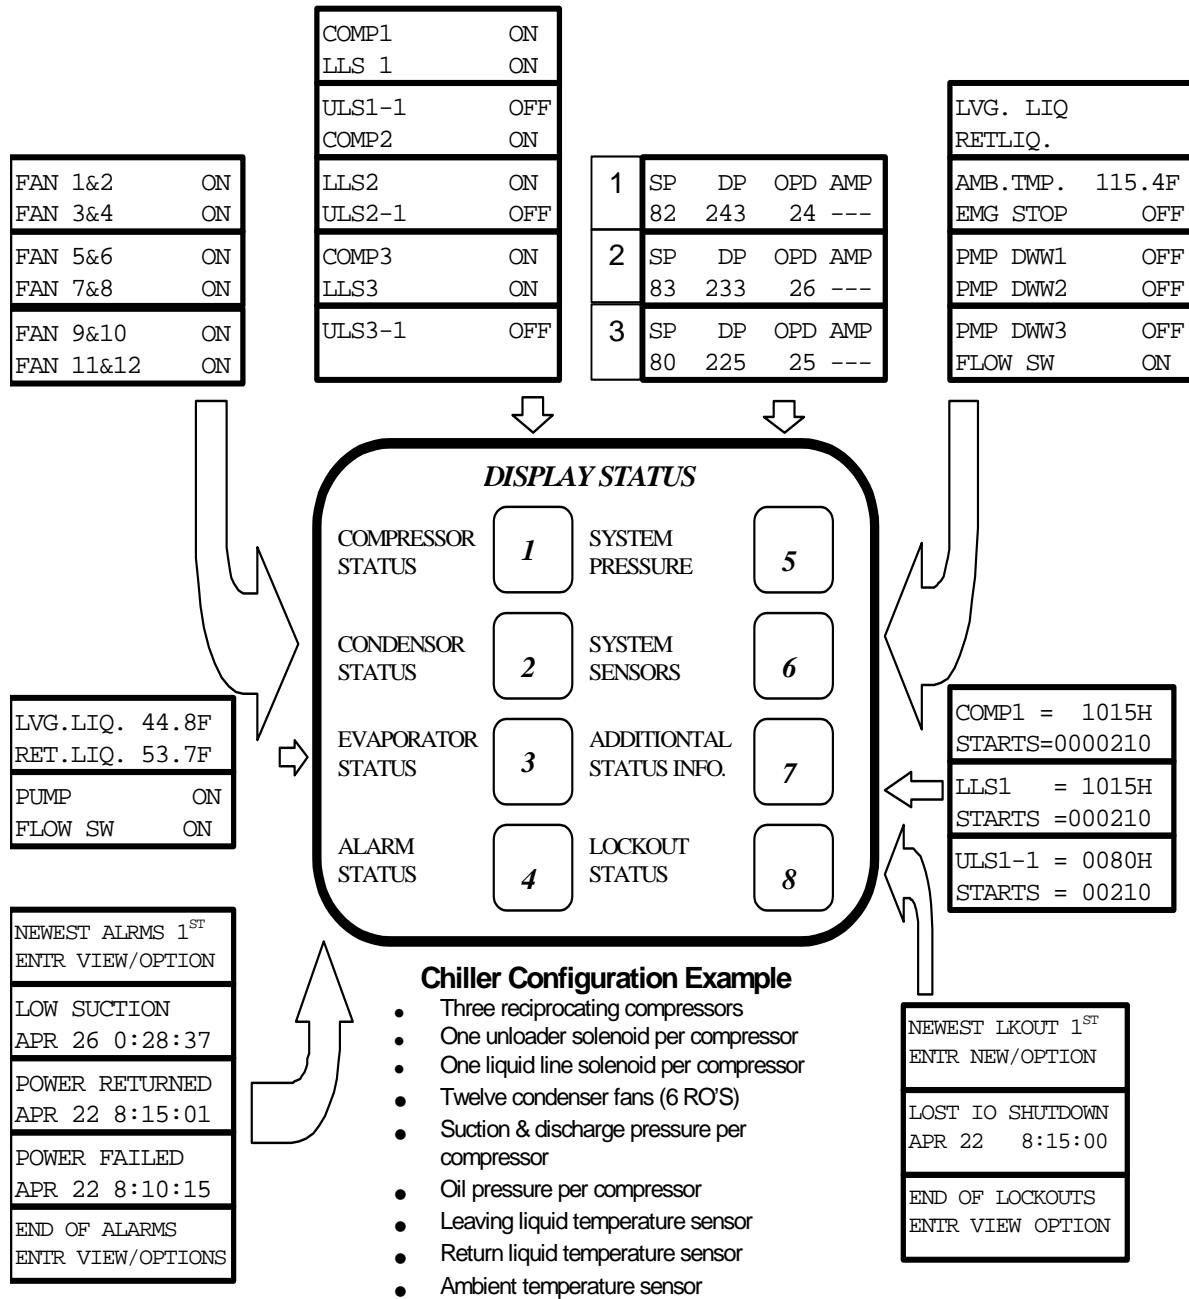 COMP1 ON
LLS 1 ON
ULS1-1 OFF
COMP2 ON
LLS2 ON
ULS2-1 OFF
COMP3 ON
LLS3 ON
ULS3-1 OFF
FAN 1&2 ON
FAN 3&4 ON
FAN 5&6 ON
FAN 7&8 ON
FAN 9&10 ON
FAN 11&12 ON
1 SP DP OPD AMP
82 243 24 ---
2 SP DP OPD AMP
83 233 26 ---
3 SP DP OPD AMP
80 225 25 ---
LVG. LIQ
RETLIQ.
AMB.TMP. 115.4F
EMG STOP OFF
PMP DWW1 OFF
PMP DWW2 OFF
PMP DWW3 OFF
FLOW SW ON
DISPLAY STATUS
COMPRESSOR
STATUS
1
SYSTEM
PRESSURE
5
CONDENSOR
STATUS
2
SYSTEM
SENSORS
6
EVAPORATOR
STATUS
3
ADDITIONTAL
STATUS INFO.
7
ALARM
STATUS
4
LOCKOUT
STATUS
8
LVG.LIQ. 44.8F
RET.LIQ. 53.7F
PUMP ON
FLOW SW ON
COMP1 = 1015H
STARTS=0000210
LLS1 = 1015H
STARTS =000210
ULS1-1 = 0080H
STARTS = 00210
NEWEST ALRMS 1ST
ENTR VIEW/OPTION
LOW SUCTION
APR 26 0:28:37
POWER RETURNED
APR 22 8:15:01
POWER FAILED
APR 22 8:10:15
END OF ALARMS
ENTR VIEW/OPTIONS
Chiller Configuration Example
• Three reciprocating compressors
• One unloader solenoid per compressor
• One liquid line solenoid per compressor
• Twelve condenser fans (6 RO'S)
• Suction & discharge pressure per
compressor
• Oil pressure per compressor
• Leaving liquid temperature sensor
• Return liquid temperature sensor
• Ambient temperature sensor
NEWEST LKOUT 1ST
ENTR NEW/OPTION
LOST IO SHUTDOWN
APR 22 8:15:00
END OF LOCKOUTS
ENTR VIEW OPTION